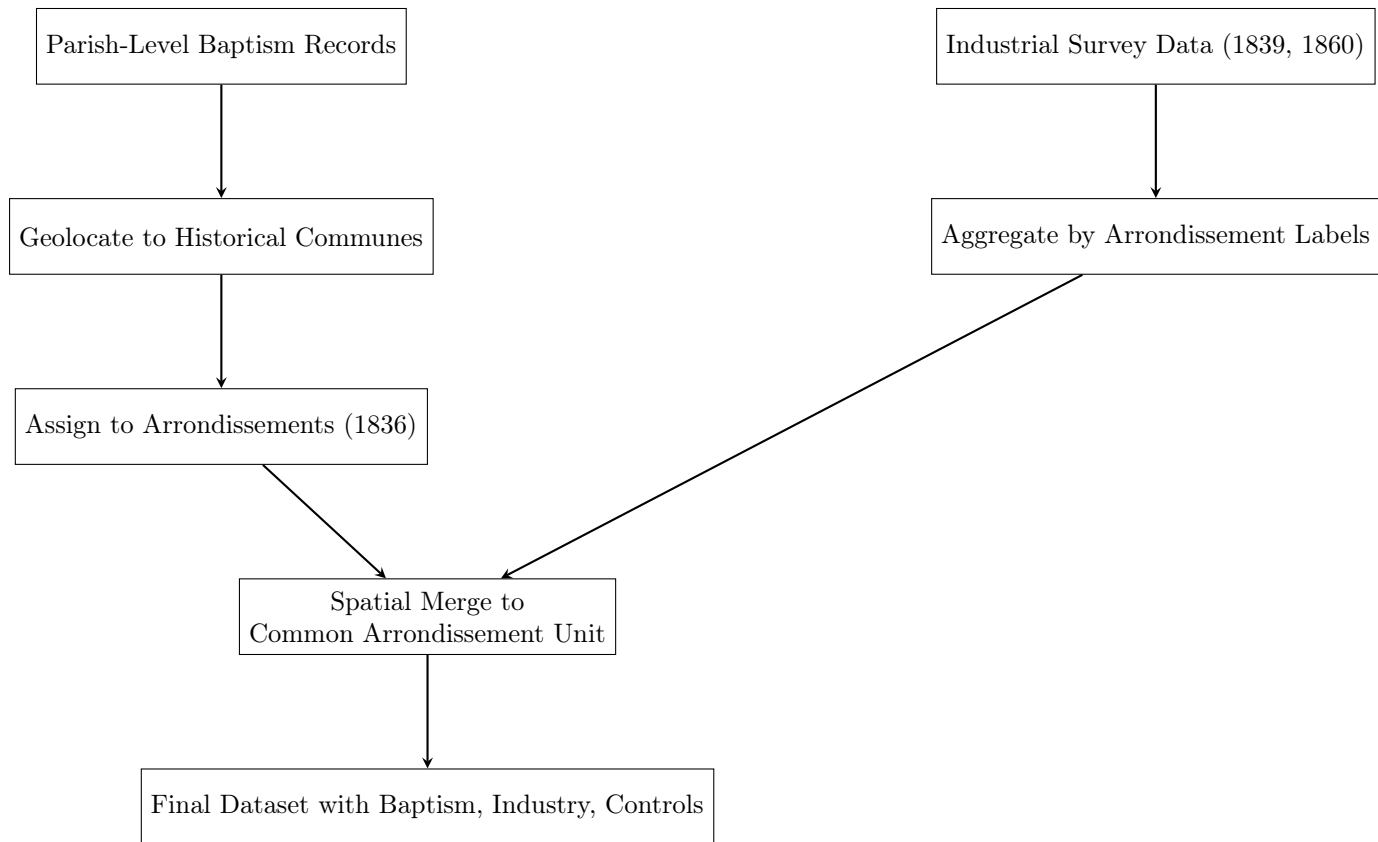 Parish-Level Baptism Records
Industrial Survey Data (1839, 1860)
Geolocate to Historical Communes
Aggregate by Arrondissement Labels
Assign to Arrondissements (1836)
Spatial Merge to
Common Arrondissement Unit
Final Dataset with Baptism, Industry, Controls